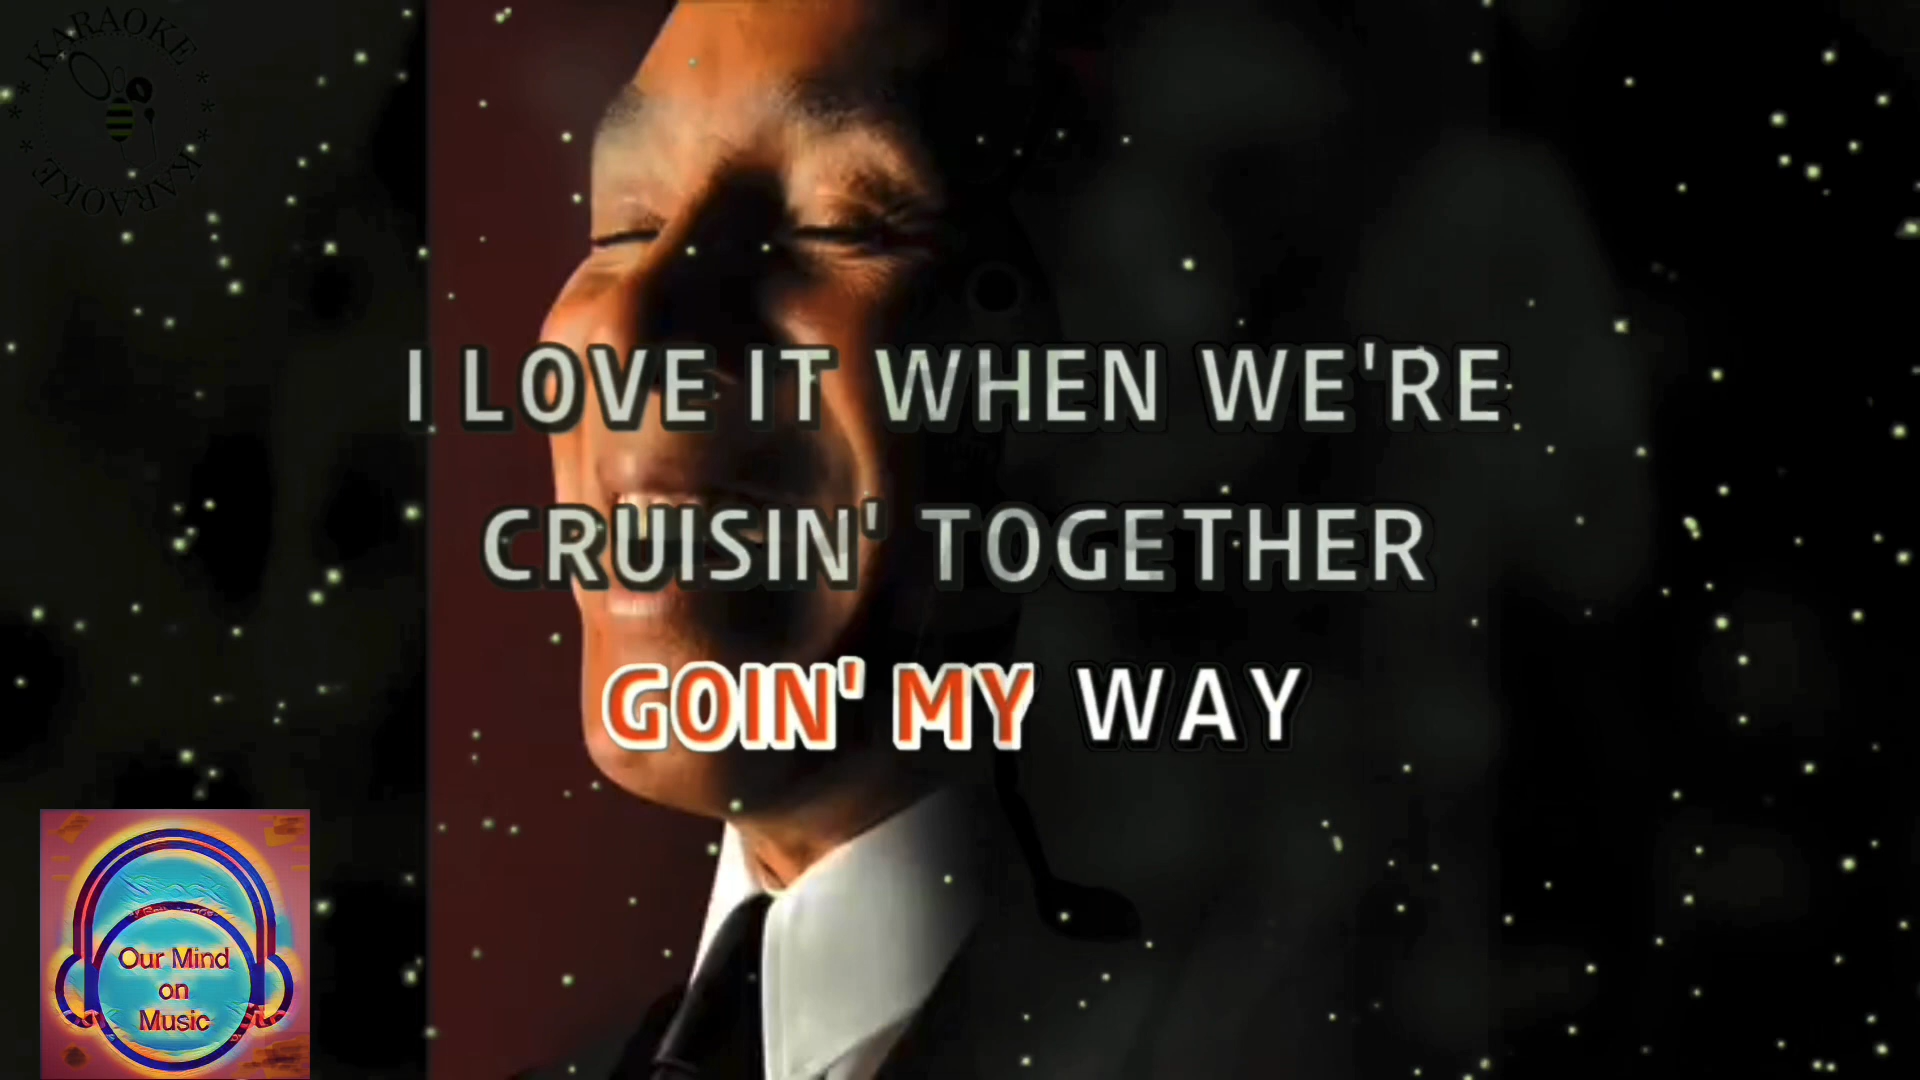 KARAOKE
KARAOKE
I LOVE IT WHEN WE'RE
CRUISIN' TOGETHER
GOIN' MY WAY
Our Mind
on
Music